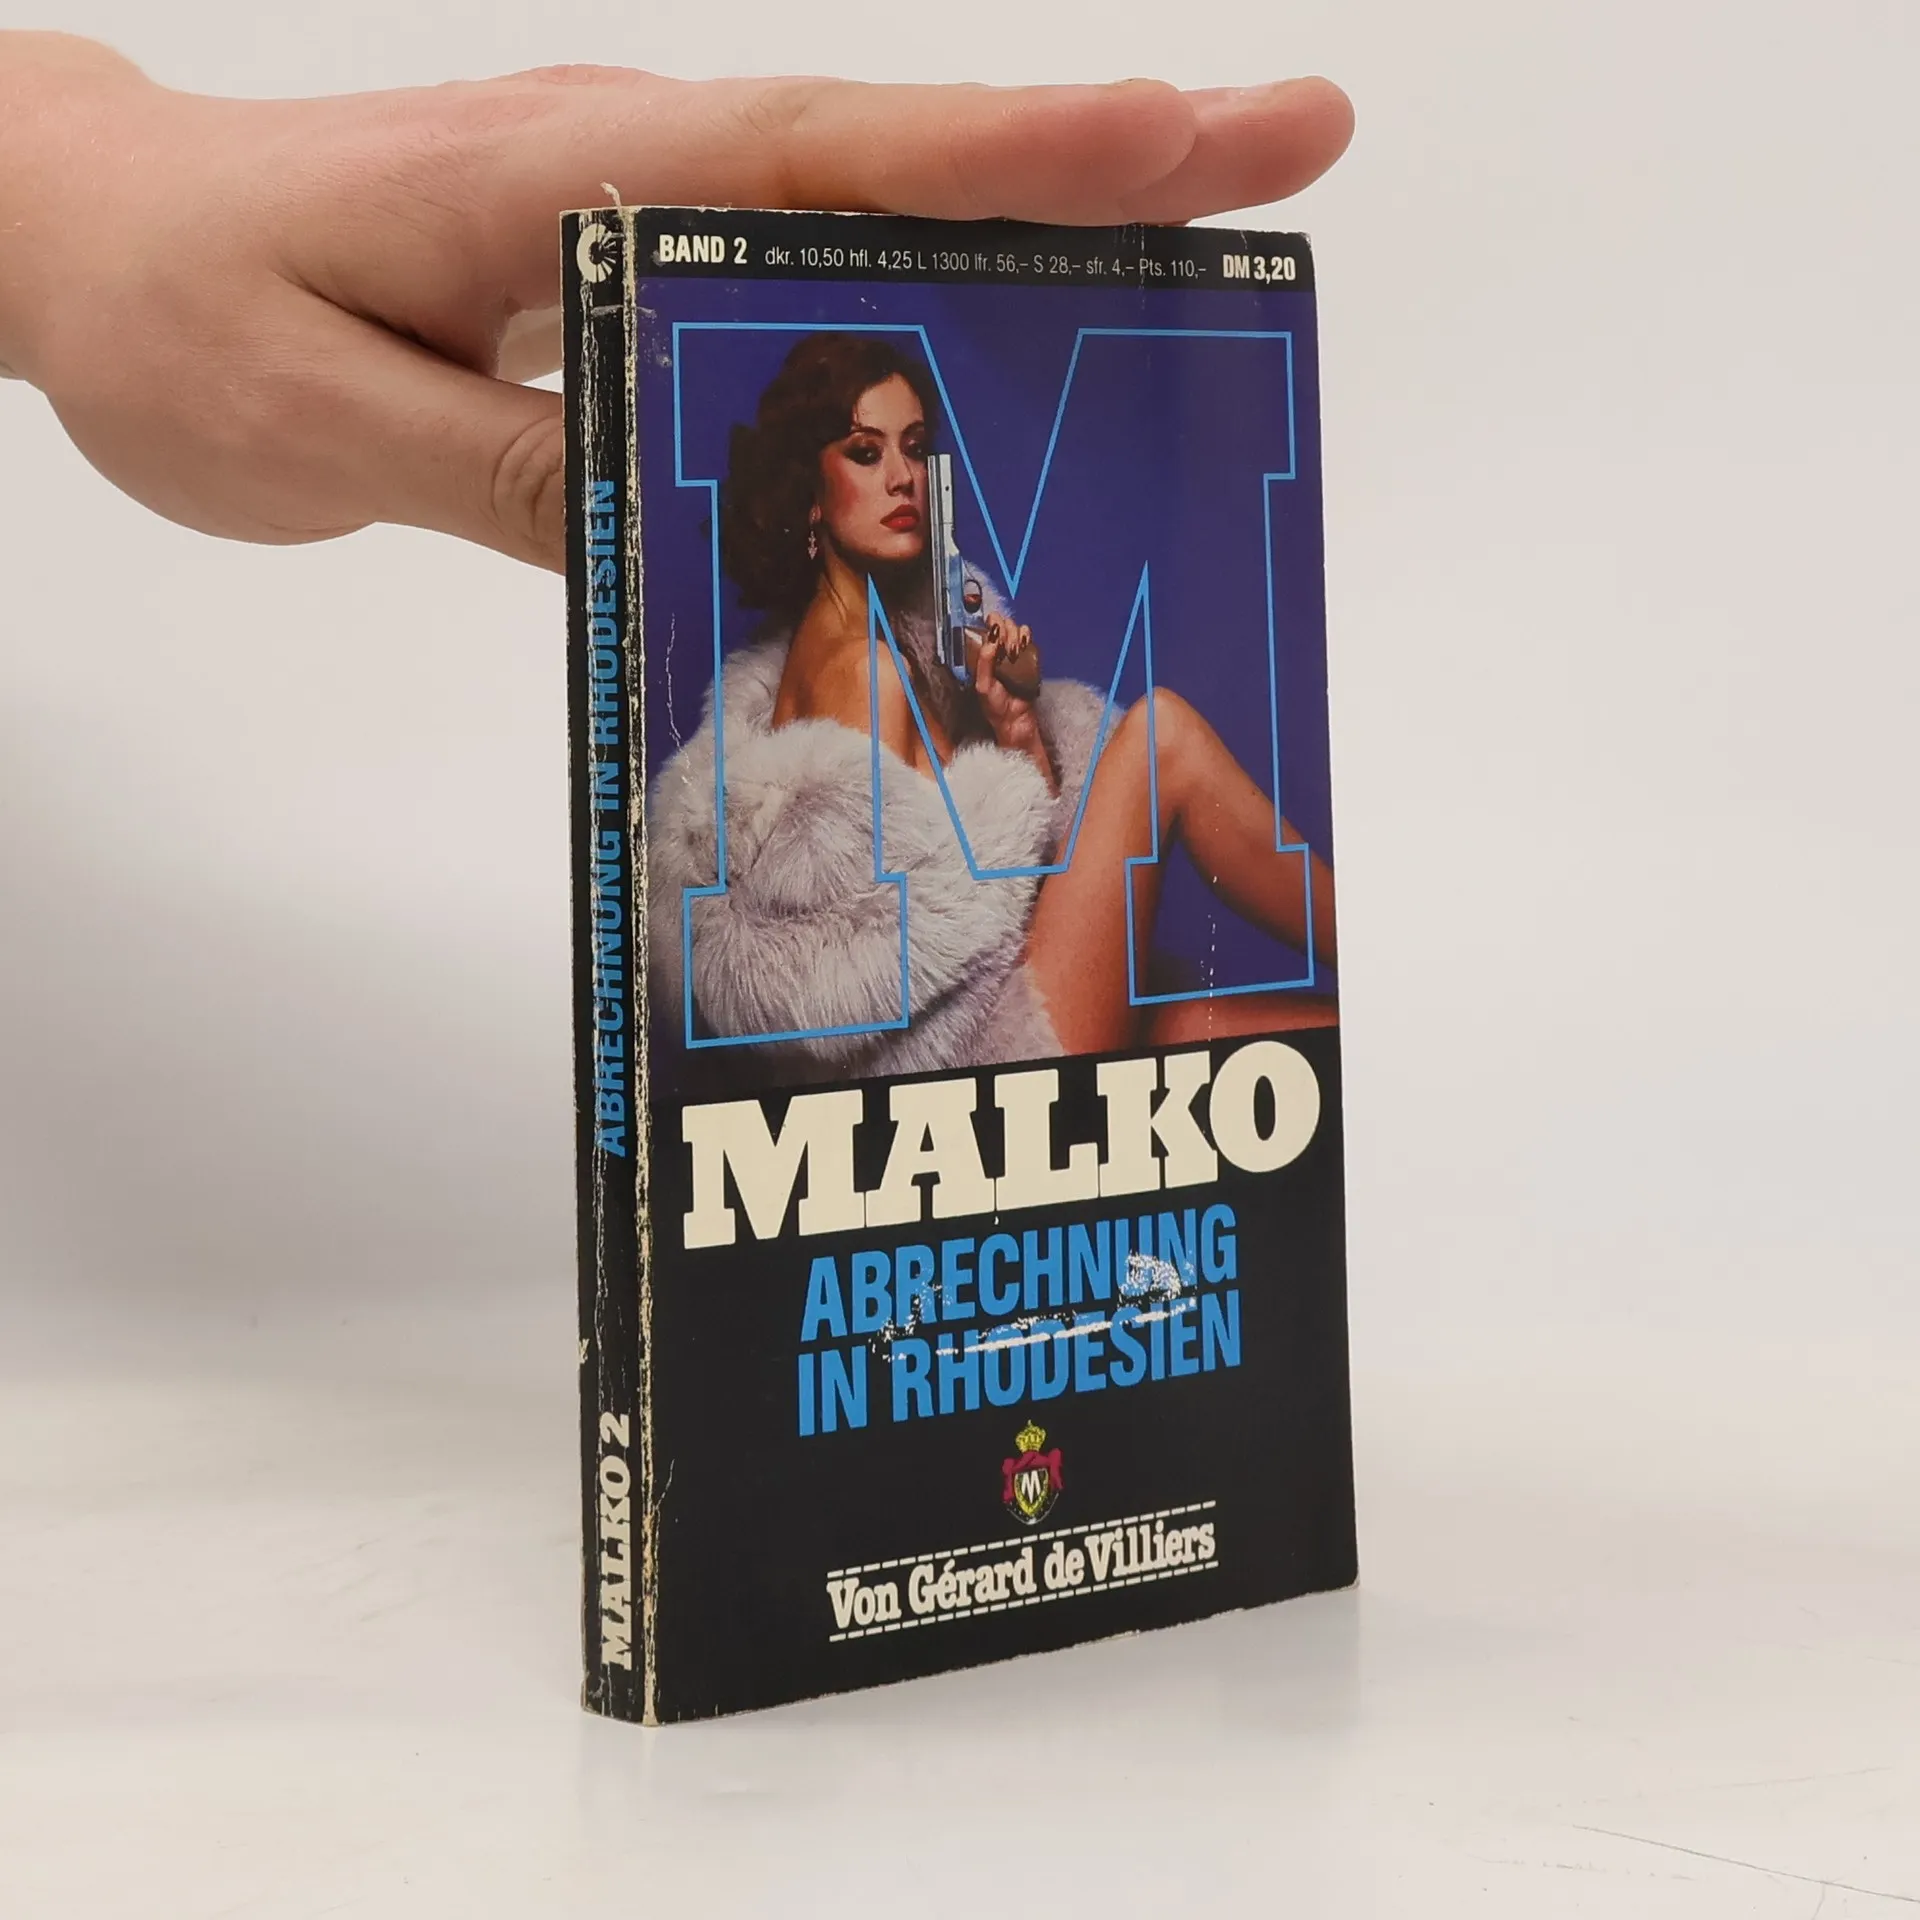 BAND 2 dkr. 10,50 hfl. 4,25 L 1300 lfr. 56,– S 28,– sfr. 4,– Pts. 110,– DM 3,20
MALKO
ABRECHNUNG
IN RHODESIEN
M
Von Gérard de Villiers
ABRECHNUNG IN RHODESIEN
MALKO 2